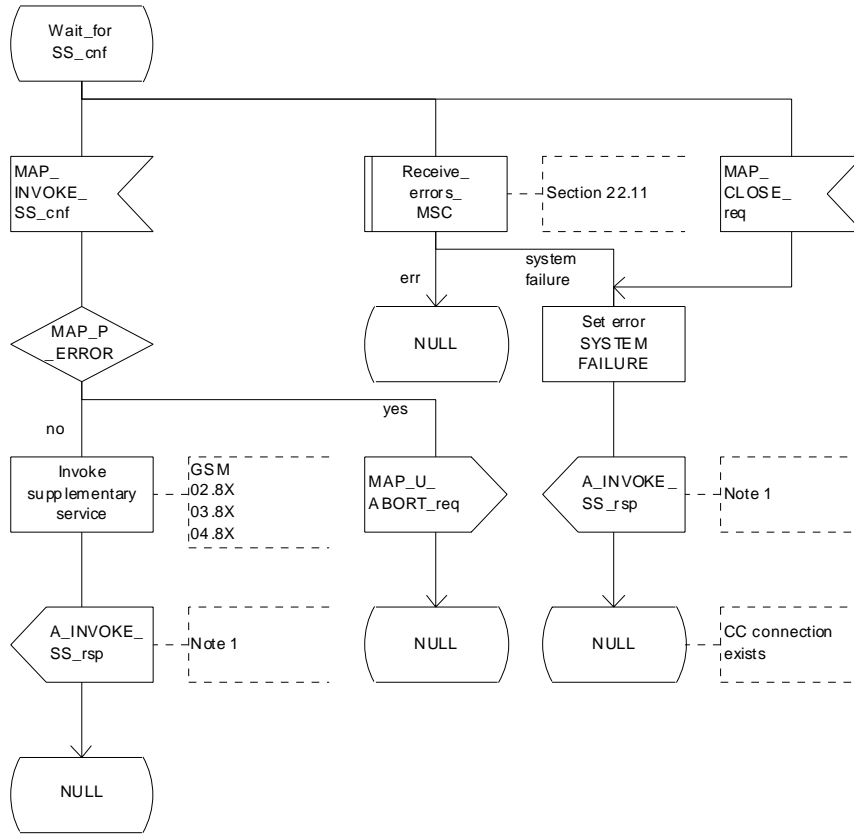 Wait_for
SS_cnf
MAP_
INVOKE_
SS_cnf
Receive_
errors_
MSC
Section 22.11
MAP_
CLOSE_
req
err
system
failure
MAP_P
_ERROR
NULL
Set error
SYSTEM
FAILURE
no
yes
Invoke
supplementary
service
GSM
02.8X
03.8X
04.8X
MAP_U_
ABORT_req
A_INVOKE_
SS_rsp
Note 1
A_INVOKE_
SS_rsp
Note 1
NULL
NULL
CC connection
exists
NULL